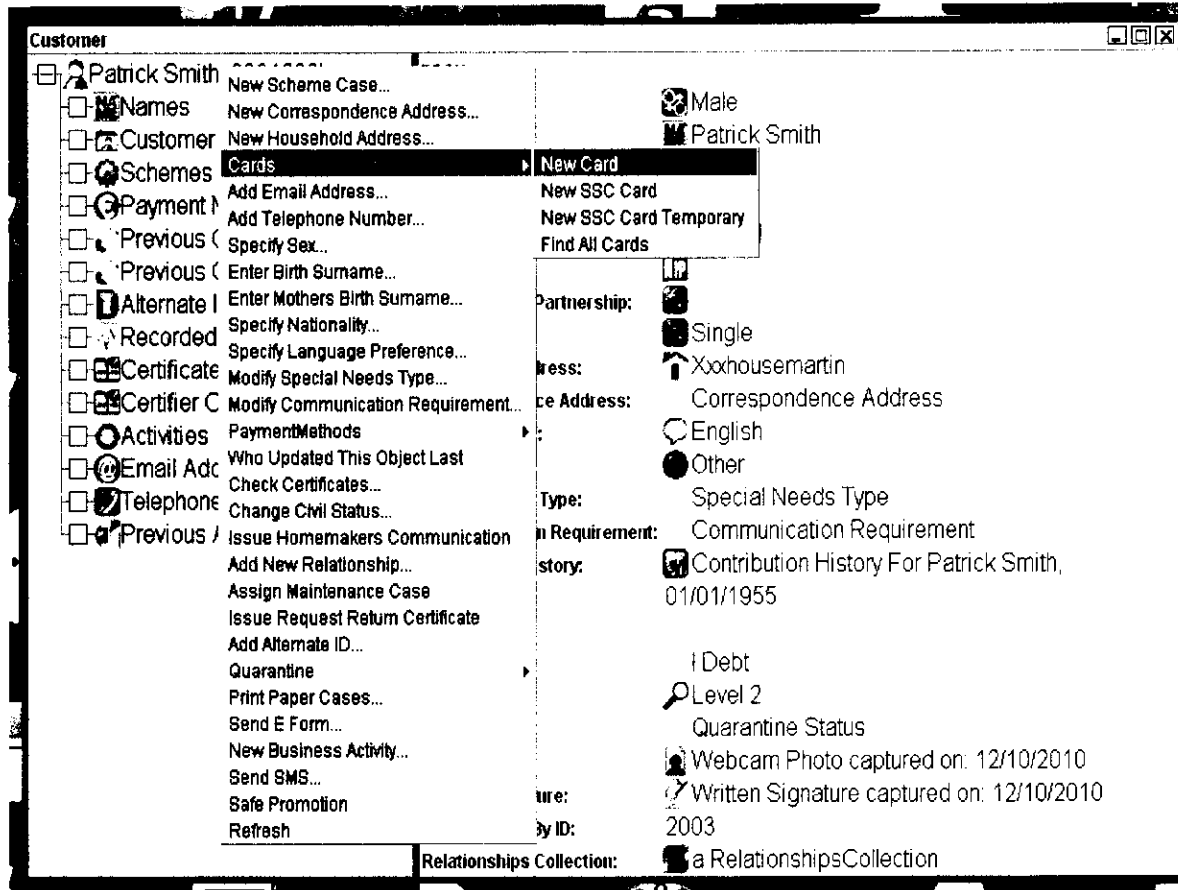 Customer
Patrick Smith
Names
Customer
Schemes
Payment
Previous
Previous
Alternate
Recorded
Certificate
Certifier
Activities
Email
Telephone
Previous
New Scheme Case...
New Correspondence Address...
New Household Address...
Cards
Add Email Address...
Add Telephone Number...
Specify Sex...
Enter Birth Surname...
Enter Mothers Birth Surname...
Specify Nationality...
Specify Language Preference...
Modify Special Needs Type...
Modify Communication Requirement...
PaymentMethods
Who Updated This Object Last
Check Certificates...
Change Civil Status...
Issue Homemakers Communication
Add New Relationship...
Assign Maintenance Case
Issue Request Return Certificate
Add Alternate ID...
Quarantine
Print Paper Cases...
Send E Form...
New Business Activity...
Send SMS...
Safe Promotion
Refresh
New Card
New SSC Card
New SSC Card Temporary
Find All Cards
Male
Patrick Smith
Partnership:
Single
ress: Xxxhousemartin
ce Address: Correspondence Address
: English
Other
Type: Special Needs Type
n Requirement: Communication Requirement
story: Contribution History For Patrick Smith,
01/01/1955
Debt
Level 2
Quarantine Status
Webcam Photo captured on: 12/10/2010
ure: Written Signature captured on: 12/10/2010
By ID: 2003
Relationships Collection: a RelationshipsCollection